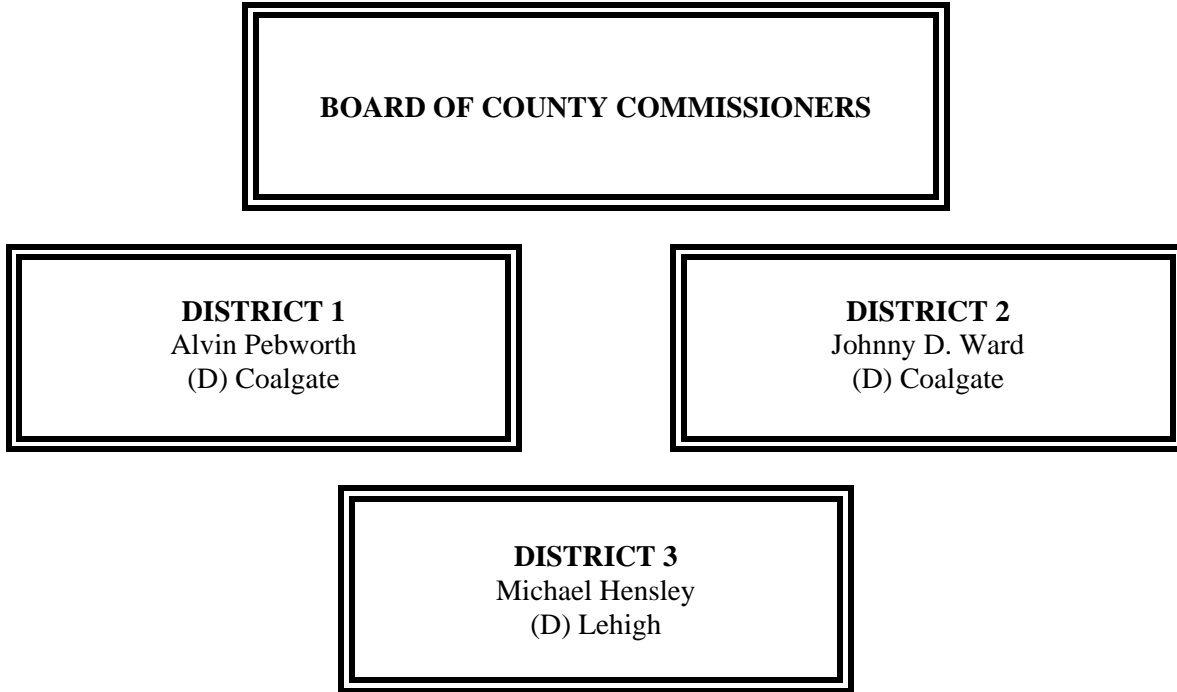 BOARD OF COUNTY COMMISSIONERS
DISTRICT 1
Alvin Pebworth
(D) Coalgate
DISTRICT 2
Johnny D. Ward
(D) Coalgate
DISTRICT 3
Michael Hensley
(D) Lehigh